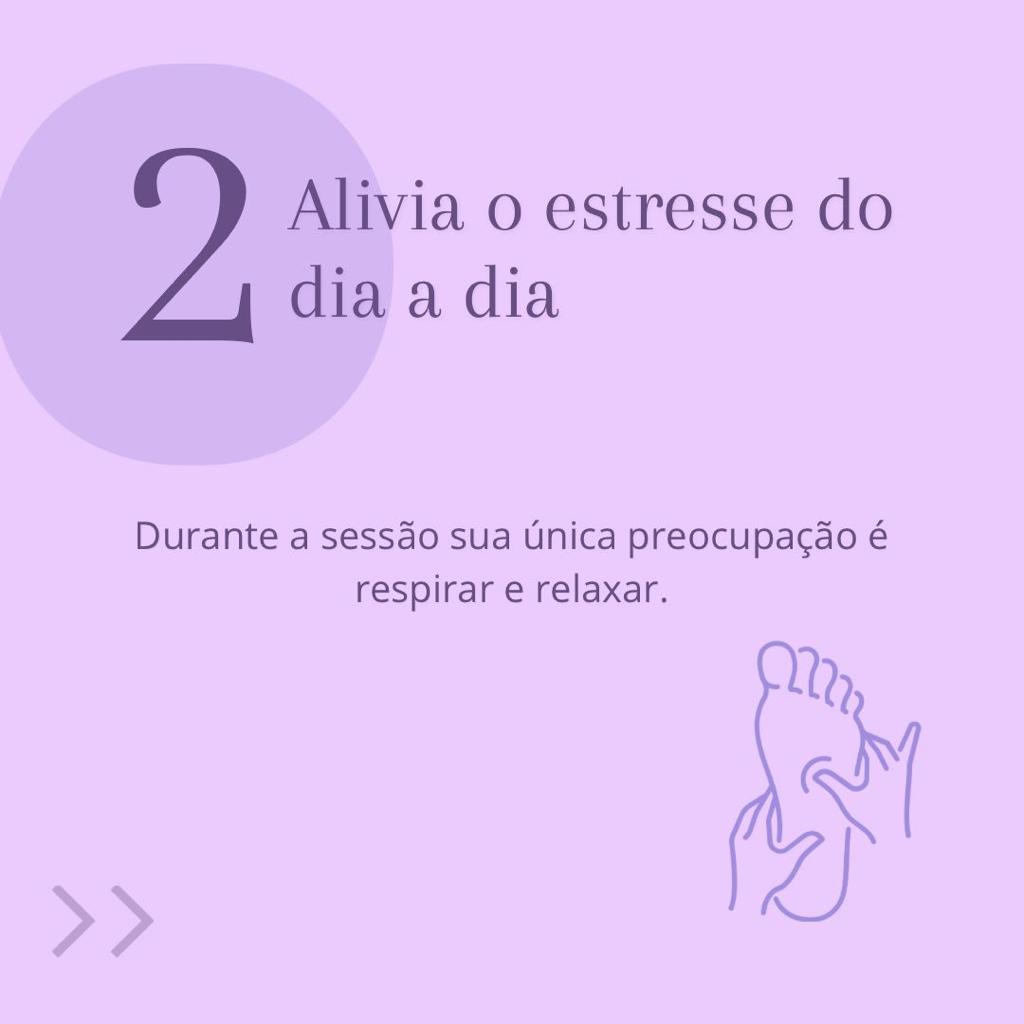 2
Alivia o estresse do
dia a dia
Durante a sessão sua única preocupação é
respirar e relaxar.